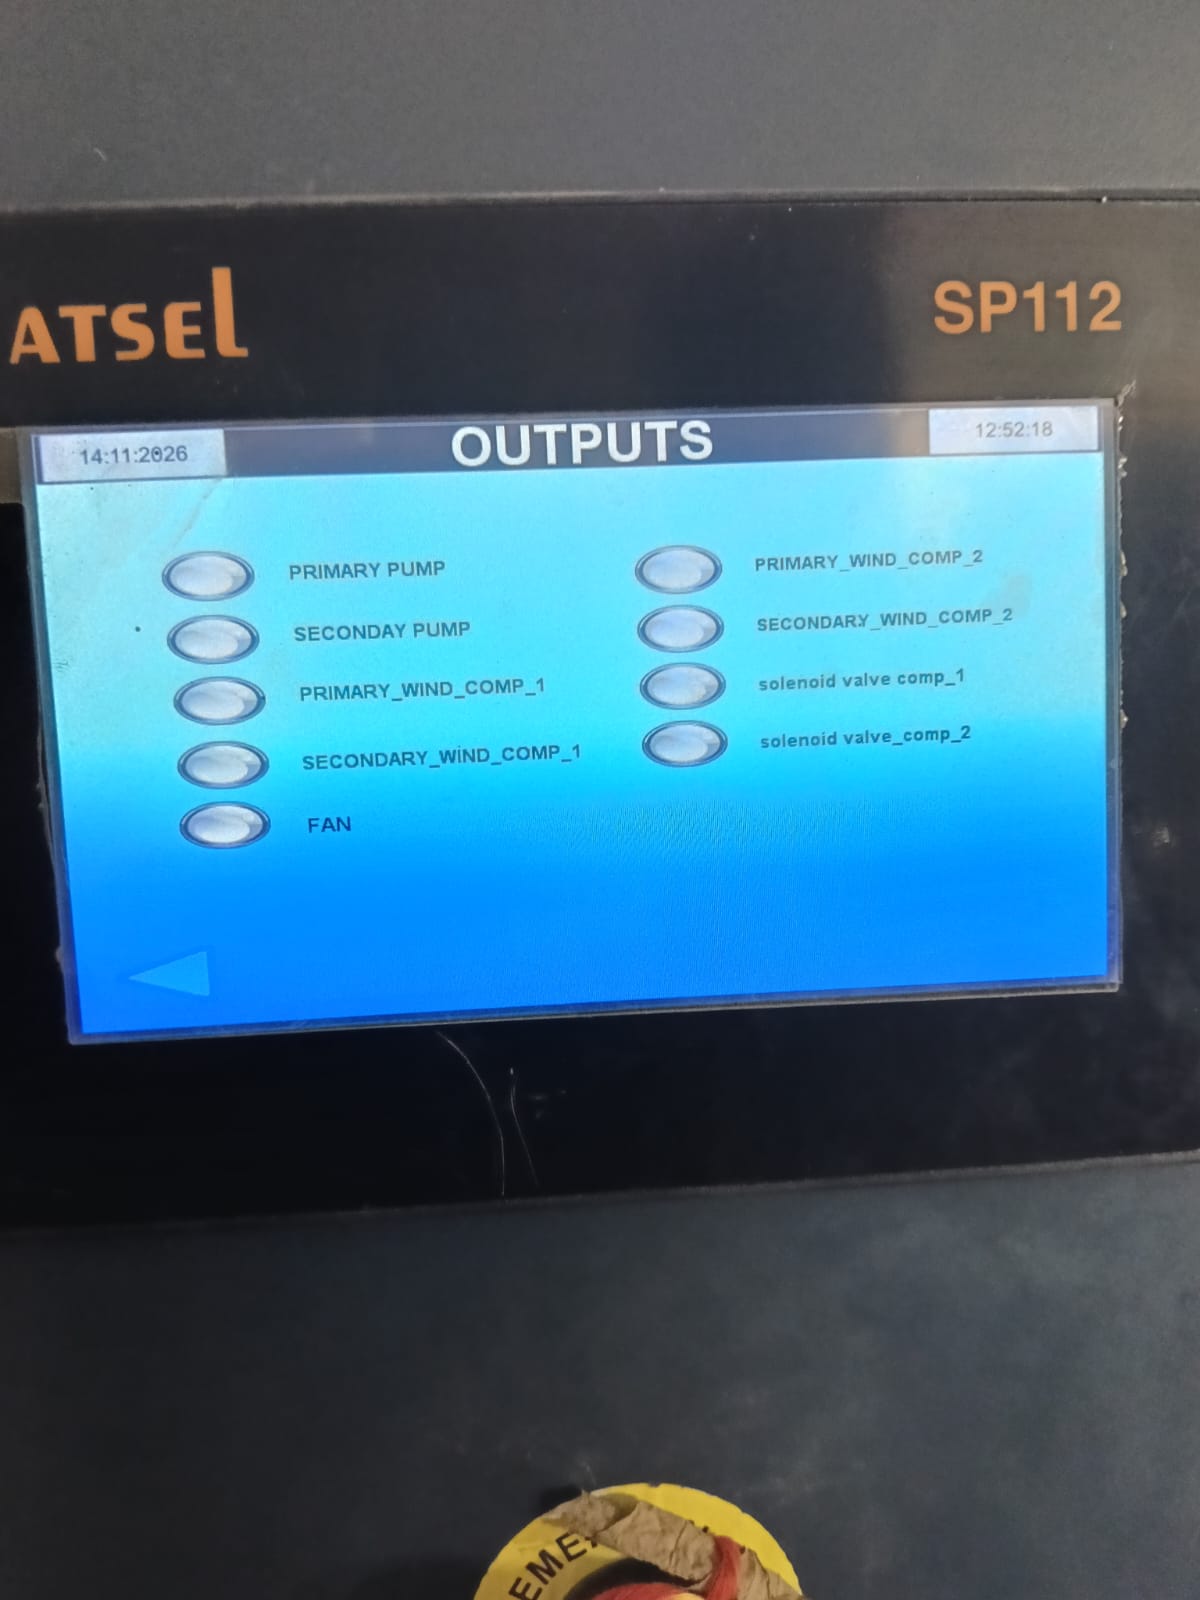 ATSEL
SP112
14:11:2026
OUTPUTS
12:52:18
PRIMARY PUMP
SECONDAY PUMP
PRIMARY_WIND_COMP_1
SECONDARY_WIND_COMP_1
FAN
PRIMARY_WIND_COMP_2
SECONDARY_WIND_COMP_2
solenoid valve comp_1
solenoid valve_comp_2